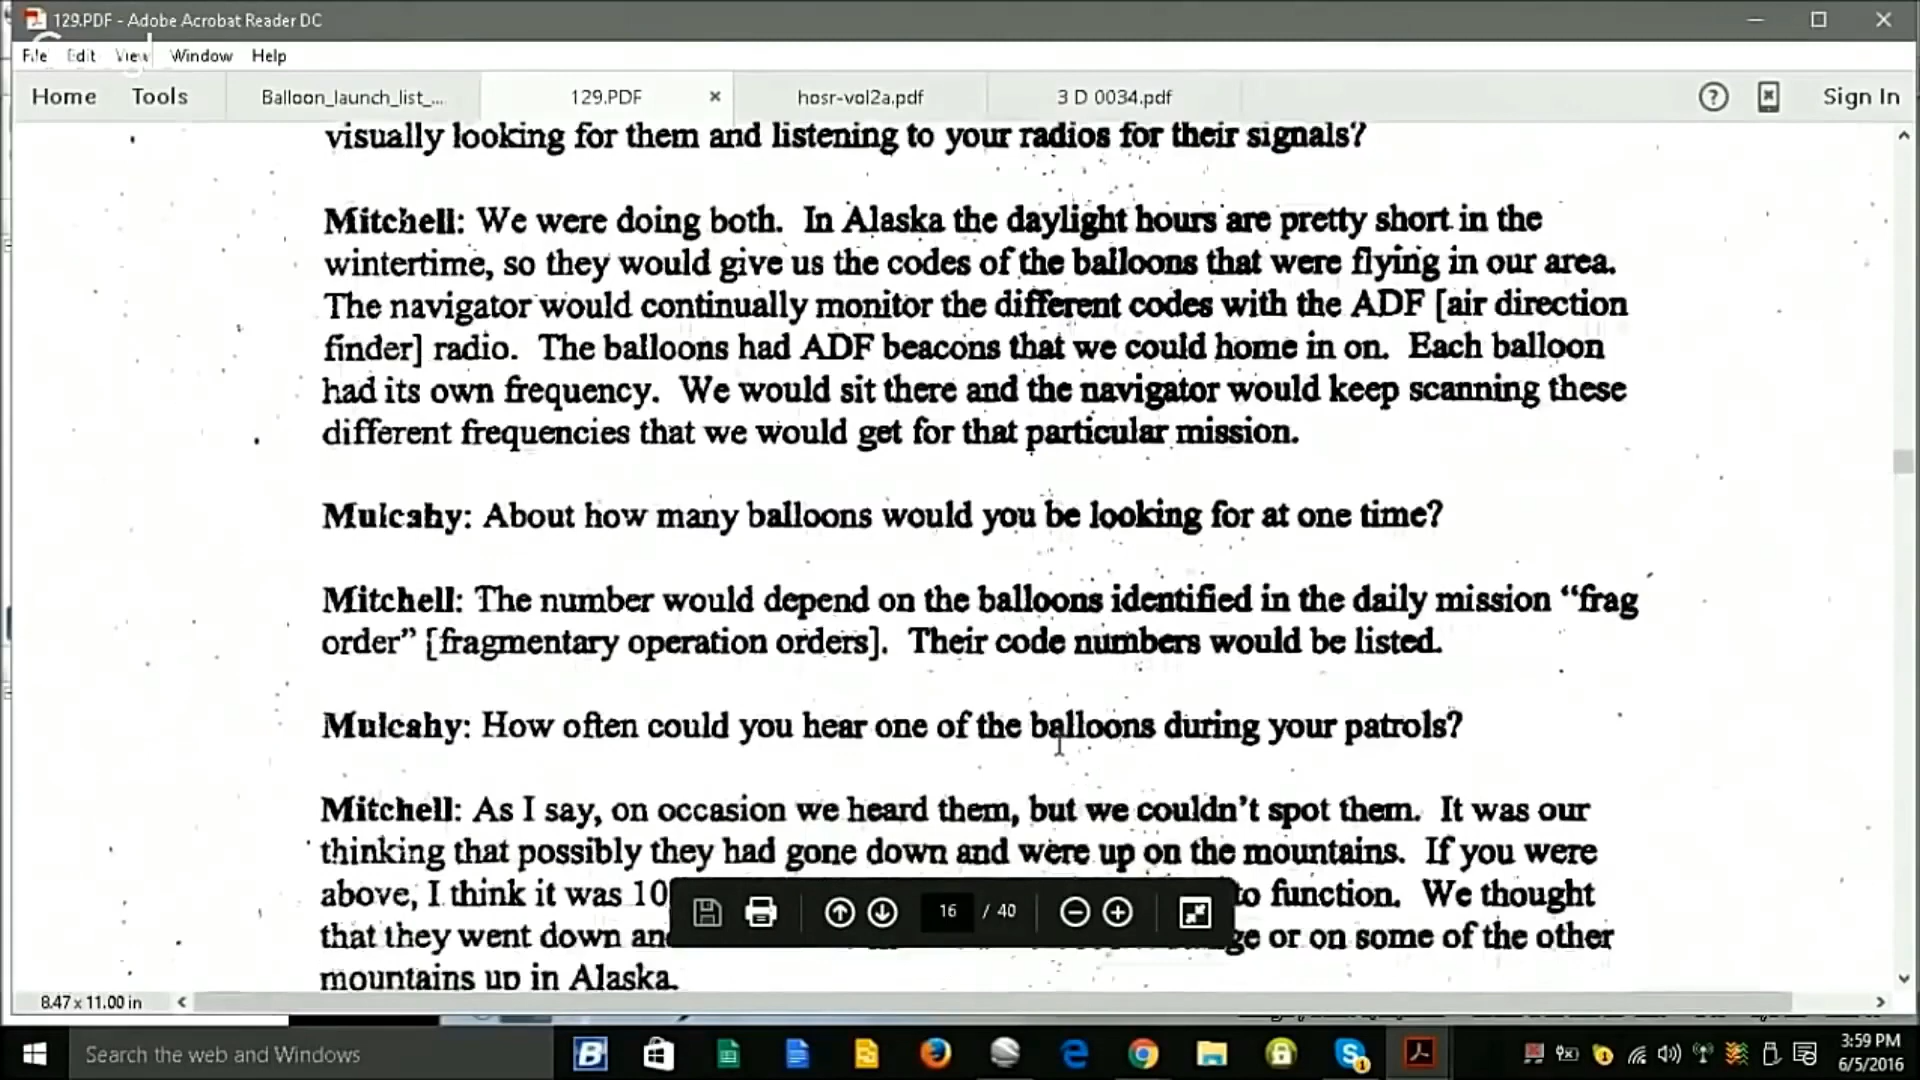 129.PDF - Adobe Acrobat Reader DC
File Edit View Window Help
Home Tools Balloon_launch_list_... 129.PDF × hosr-vol2a.pdf 3 D 0034.pdf Sign In
visually looking for them and listening to your radios for their signals?
Mitchell: We were doing both. In Alaska the daylight hours are pretty short in the
wintertime, so they would give us the codes of the balloons that were flying in our area.
The navigator would continually monitor the different codes with the ADF [air direction
finder] radio. The balloons had ADF beacons that we could home in on. Each balloon
had its own frequency. We would sit there and the navigator would keep scanning these
different frequencies that we would get for that particular mission.
Mulcahy: About how many balloons would you be looking for at one time?
Mitchell: The number would depend on the balloons identified in the daily mission “frag
order” [fragmentary operation orders]. Their code numbers would be listed.
Mulcahy: How often could you hear one of the balloons during your patrols?
Mitchell: As I say, on occasion we heard them, but we couldn’t spot them. It was our
thinking that possibly they had gone down and were up on the mountains. If you were
above, I think it was 10 to function. We thought
that they went down or on some of the other
mountains up in Alaska.
16 / 40
8.47 x 11.00 in
Search the web and Windows
3:59 PM
6/5/2016